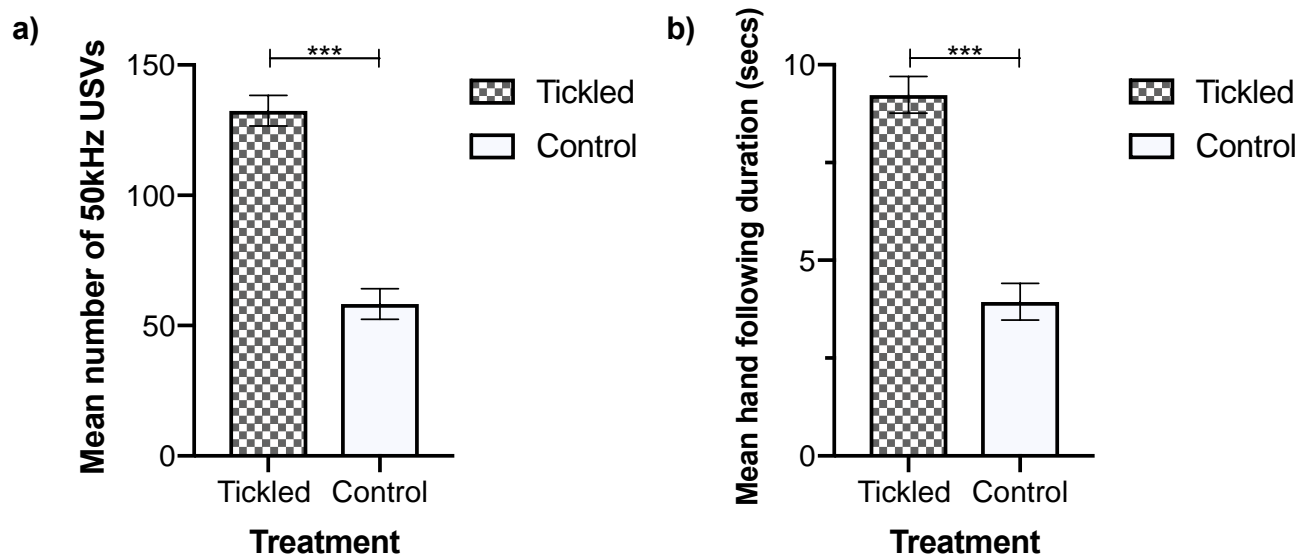 a)
Mean number of 50kHz USVs
150
100
50
0
***
Tickled
Control
Tickled Control
Treatment
b)
Mean hand following duration (secs)
10
5
0
***
Tickled
Control
Tickled Control
Treatment